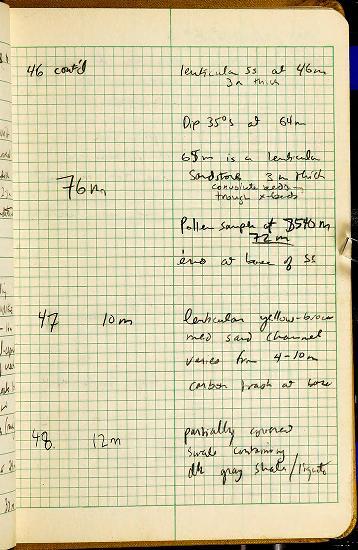 46 cont'd lenticular ss at 46m
3m thick
Dip 35°S at 64m
65m is a lenticular
76m Sandstone 3m thick
convolute beds
trough x-beds
Pollen sample at
72m
at base of ss
47 10m lenticular yellow-brown
med sand channel
varies from 4-10m
carbon trash at base
48. 12m partially covered
swale containing
dk gray shale/lignite